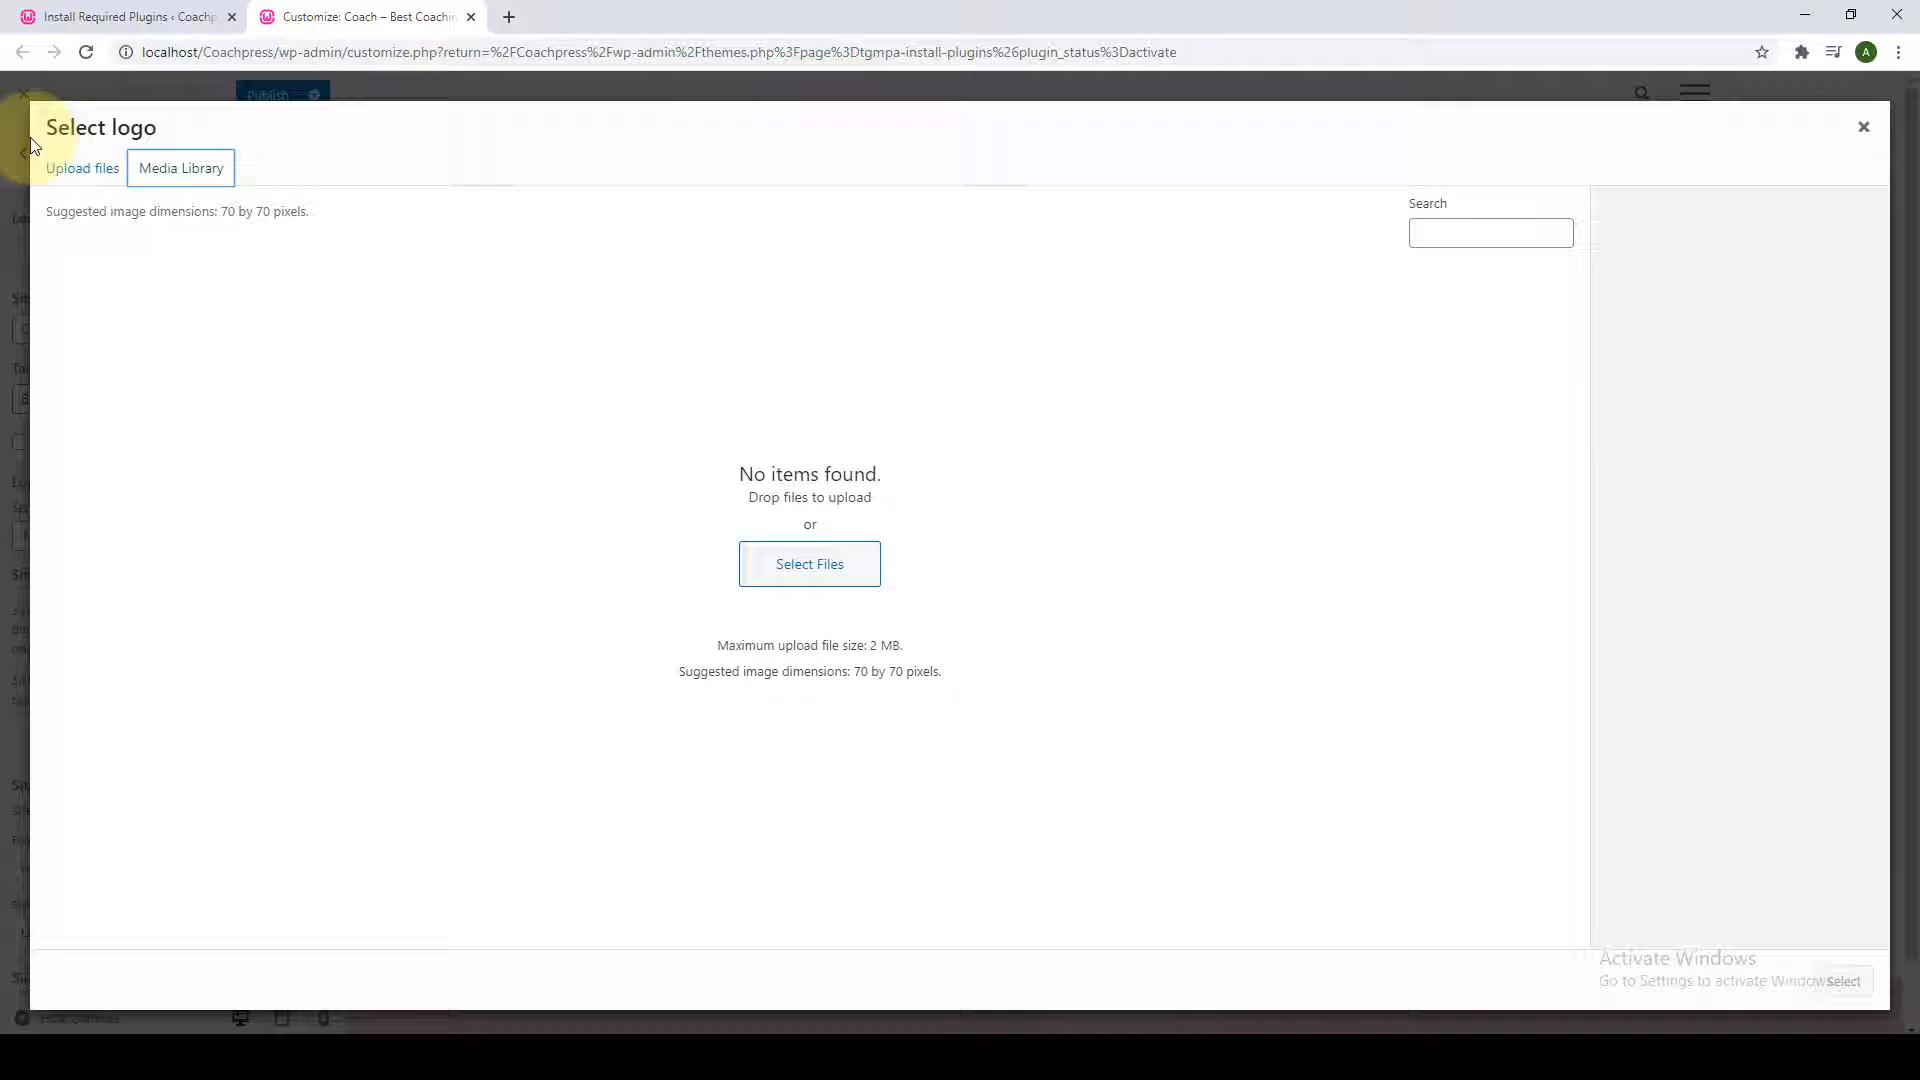 Install Required Plugins ‹ Coachp
Customize: Coach – Best Coachin
localhost/Coachpress/wp-admin/customize.php?return=%2FCoachpress%2Fwp-admin%2Fthemes.php%3Fpage%3Dtgmpa-install-plugins%26plugin_status%3Dactivate
A
Publish
Select logo
Upload files
Media Library
Suggested image dimensions: 70 by 70 pixels.
Search
No items found.
Drop files to upload
or
Select Files
Maximum upload file size: 2 MB.
Suggested image dimensions: 70 by 70 pixels.
Activate Windows
Go to Settings to activate Windows
Select